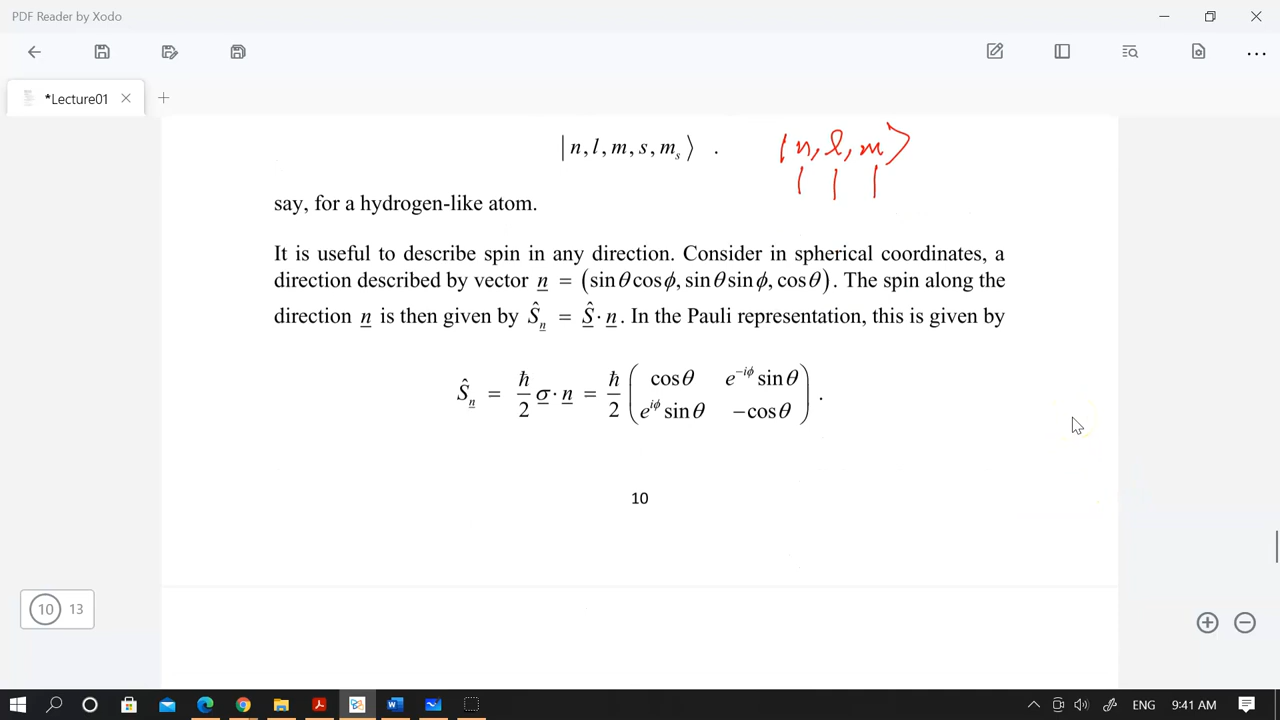 PDF Reader by Xodo
*Lecture01
| n, l, m, s, mₛ ⟩ . |n, l, m⟩
say, for a hydrogen-like atom.
It is useful to describe spin in any direction. Consider in spherical coordinates, a
direction described by vector n = (sinθcosϕ, sinθsinϕ, cosθ). The spin along the
direction n is then given by Ŝₙ = Ŝ · n. In the Pauli representation, this is given by
Ŝₙ = ħ/2 σ · n = ħ/2 ( cosθ e^{−iϕ} sinθ
e^{iϕ} sinθ −cosθ ) .
10
10 13
ENG 9:41 AM